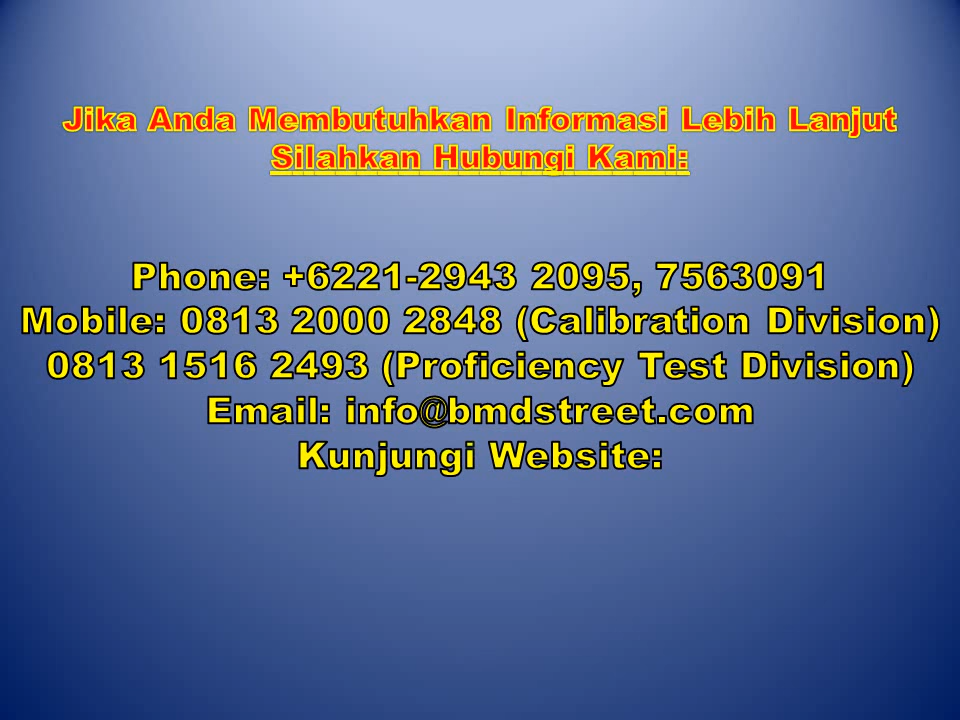 Jika Anda Membutuhkan Informasi Lebih Lanjut
Silahkan Hubungi Kami:
Phone: +6221-2943 2095, 7563091
Mobile: 0813 2000 2848 (Calibration Division)
0813 1516 2493 (Proficiency Test Division)
Email: info@bmdstreet.com
Kunjungi Website: